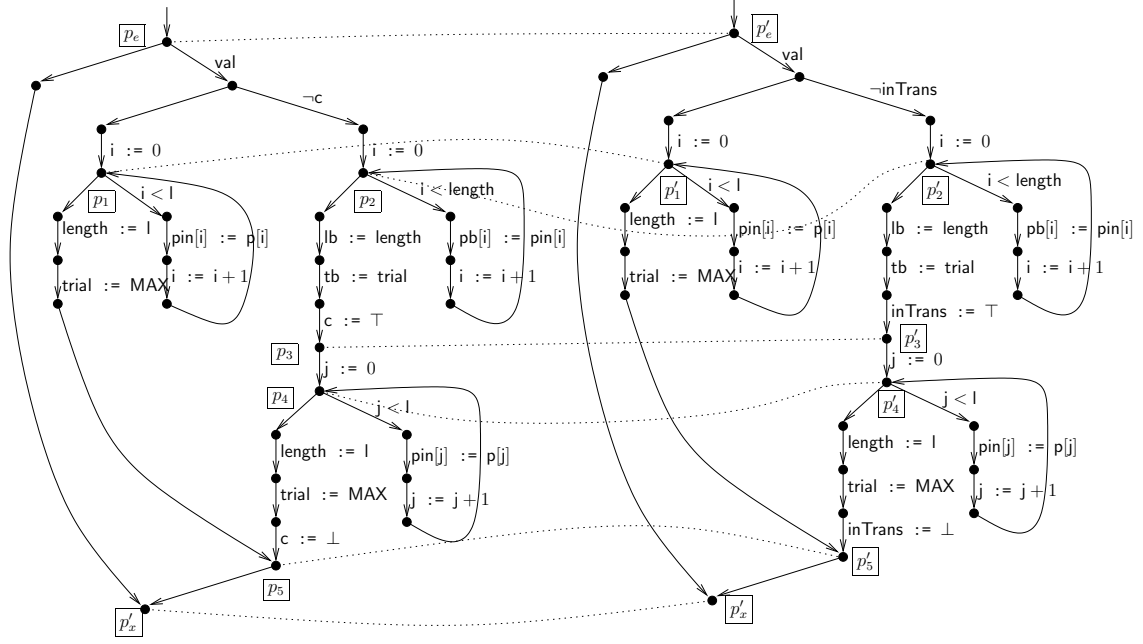 p_e
val
¬c
i := 0
i := 0
p_1
i < l
p_2
i < length
length := l
pin[i] := p[i]
lb := length
pb[i] := pin[i]
trial := MAX
i := i + 1
tb := trial
i := i + 1
c := ⊤
p_3
j := 0
p_4
j < l
length := l
pin[j] := p[j]
trial := MAX
j := j + 1
c := ⊥
p_5
p'_x
p'_e
val
¬inTrans
i := 0
i := 0
p'_1
i < l
p'_2
i < length
length := l
pin[i] := p[i]
lb := length
pb[i] := pin[i]
trial := MAX
i := i + 1
tb := trial
i := i + 1
inTrans := ⊤
p'_3
j := 0
p'_4
j < l
length := l
pin[j] := p[j]
trial := MAX
j := j + 1
inTrans := ⊥
p'_5
p'_x